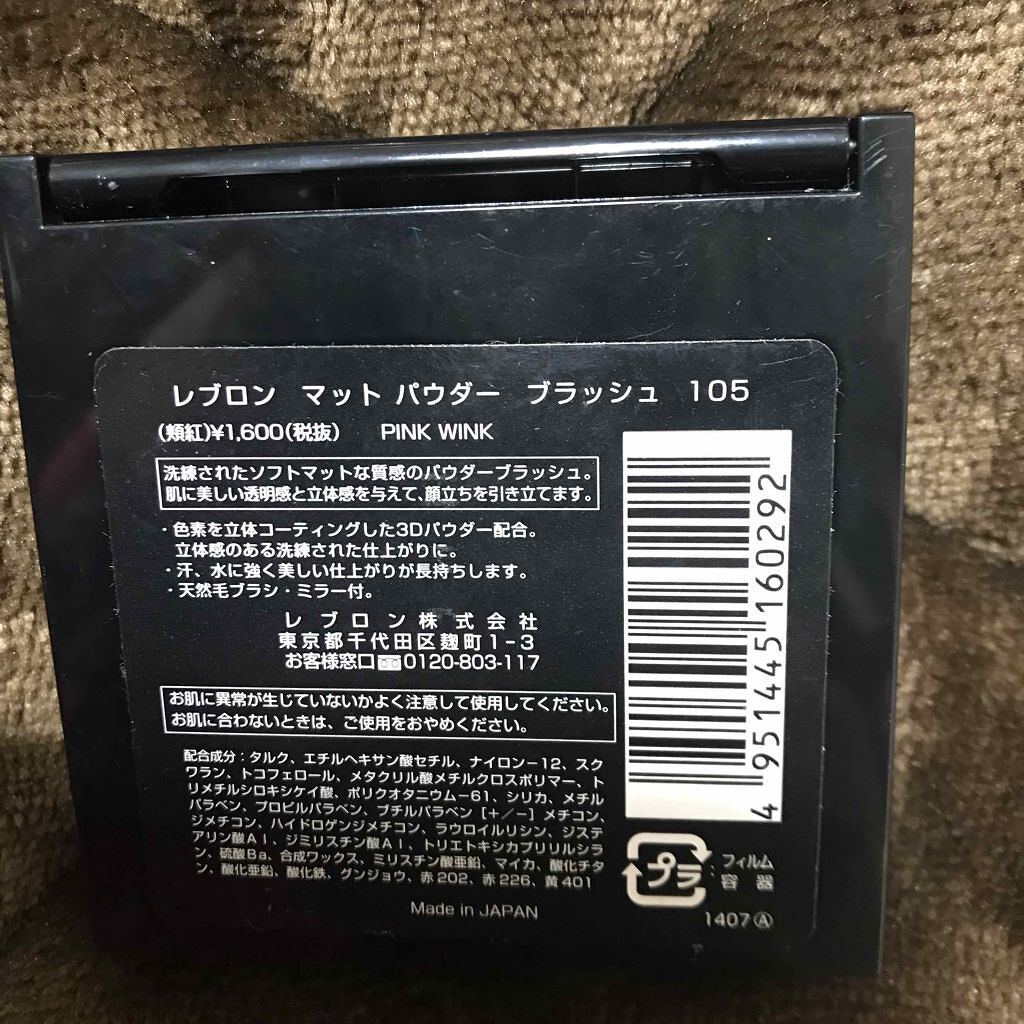 レブロン マット パウダー ブラッシュ 105
(頬紅)¥1,600(税抜) PINK WINK
洗練されたソフトマットな質感のパウダーブラッシュ。
肌に美しい透明感と立体感を与えて、顔立ちを引き立てます。
・色素を立体コーティングした3Dパウダー配合。
立体感のある洗練された仕上がりに。
・汗、水に強く美しい仕上がりが長持ちします。
・天然毛ブラシ・ミラー付。
レブロン株式会社
東京都千代田区麹町1-3
お客様窓口 0120-803-117
お肌に異常が生じていないかよく注意して使用してください。
お肌に合わないときは、ご使用をおやめください。
配合成分：タルク、エチルヘキサン酸セチル、ナイロン-12、スク
ワラン、トコフェロール、メタクリル酸メチルクロスポリマー、ト
リメチルシロキシケイ酸、ポリクオタニウム-61、シリカ、メチル
パラベン、プロピルパラベン、ブチルパラベン [+/-] メチコン、
ジメチコン、ハイドロゲンジメチコン、ラウロイルリシン、ジステ
アリン酸Al、ジミリスチン酸Al、トリエトキシカプリリルシラ
ン、硫酸Ba、合成ワックス、ミリスチン酸亜鉛、マイカ、酸化チタ
ン、酸化亜鉛、酸化鉄、グンジョウ、赤202、赤226、黄401
Made in JAPAN
4951445160292
プラ
フィルム
:容器
1407Ⓐ